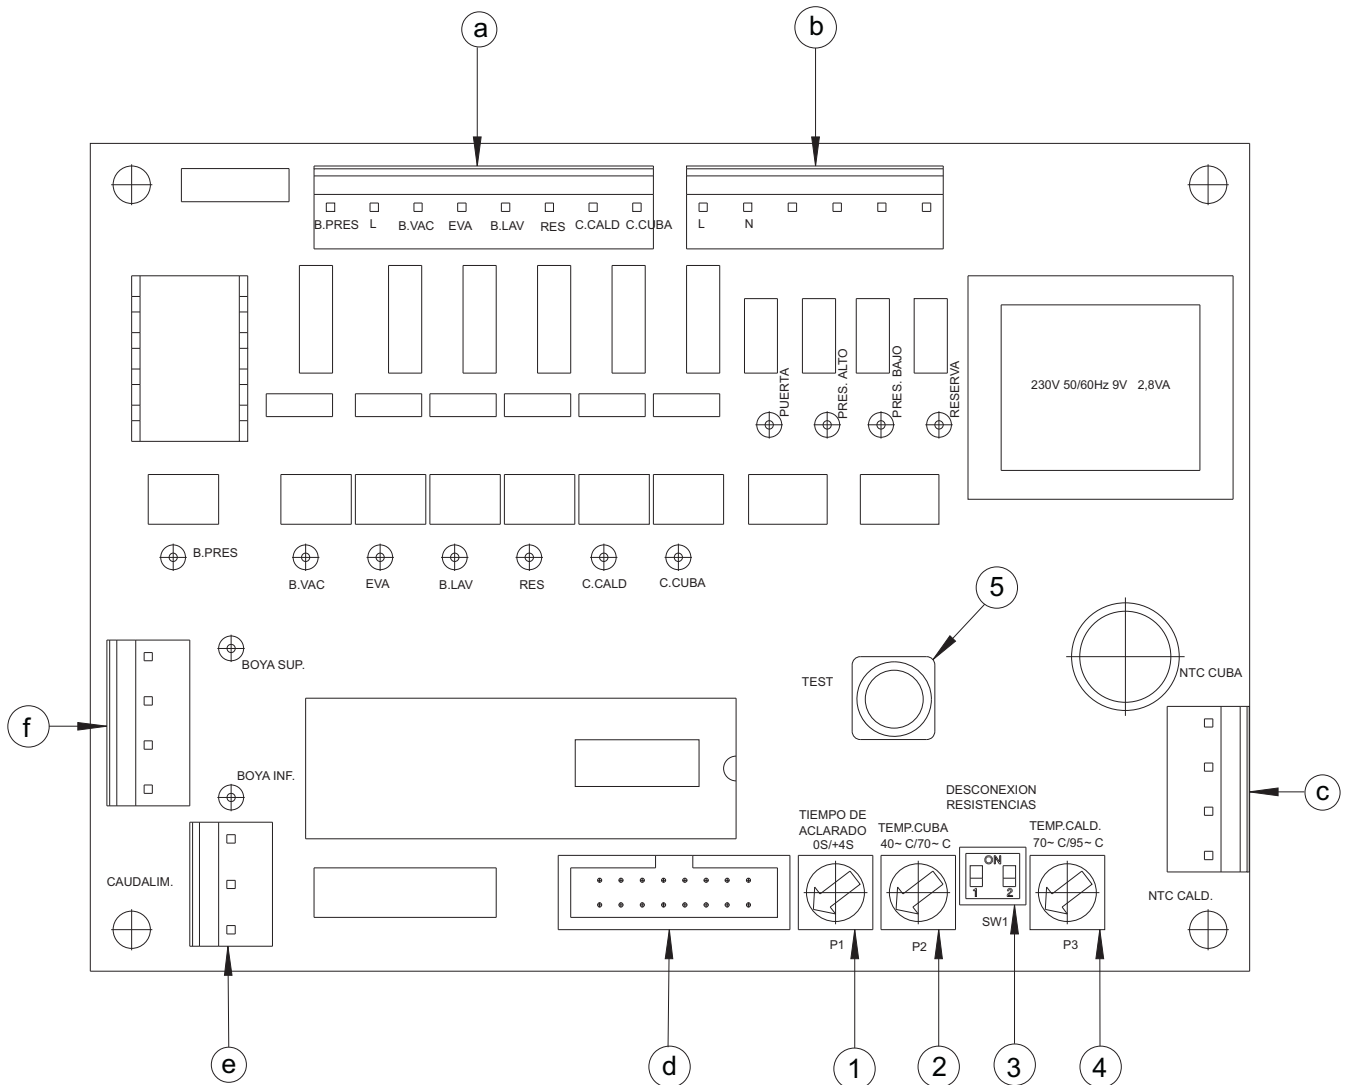 a
b
B.PRES L B.VAC EVA B.LAV RES C.CALD C.CUBA
L N
PUERTA
PRES. ALTO
PRES. BAJO
RESERVA
230V 50/60Hz 9V 2,8VA
B.PRES
B.VAC
EVA
B.LAV
RES
C.CALD
C.CUBA
5
BOYA SUP.
TEST
NTC CUBA
f
BOYA INF.
c
DESCONEXION
RESISTENCIAS
TIEMPO DE
ACLARADO
0S/+4S
TEMP.CUBA
40~ C/70~ C
TEMP.CALD.
70~ C/95~ C
ON
1 2
CAUDALIM.
NTC CALD.
SW1
P1
P2
P3
e
d
1
2
3
4